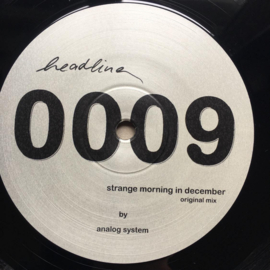 headline
0009
strange morning in december
original mix
by
analog system